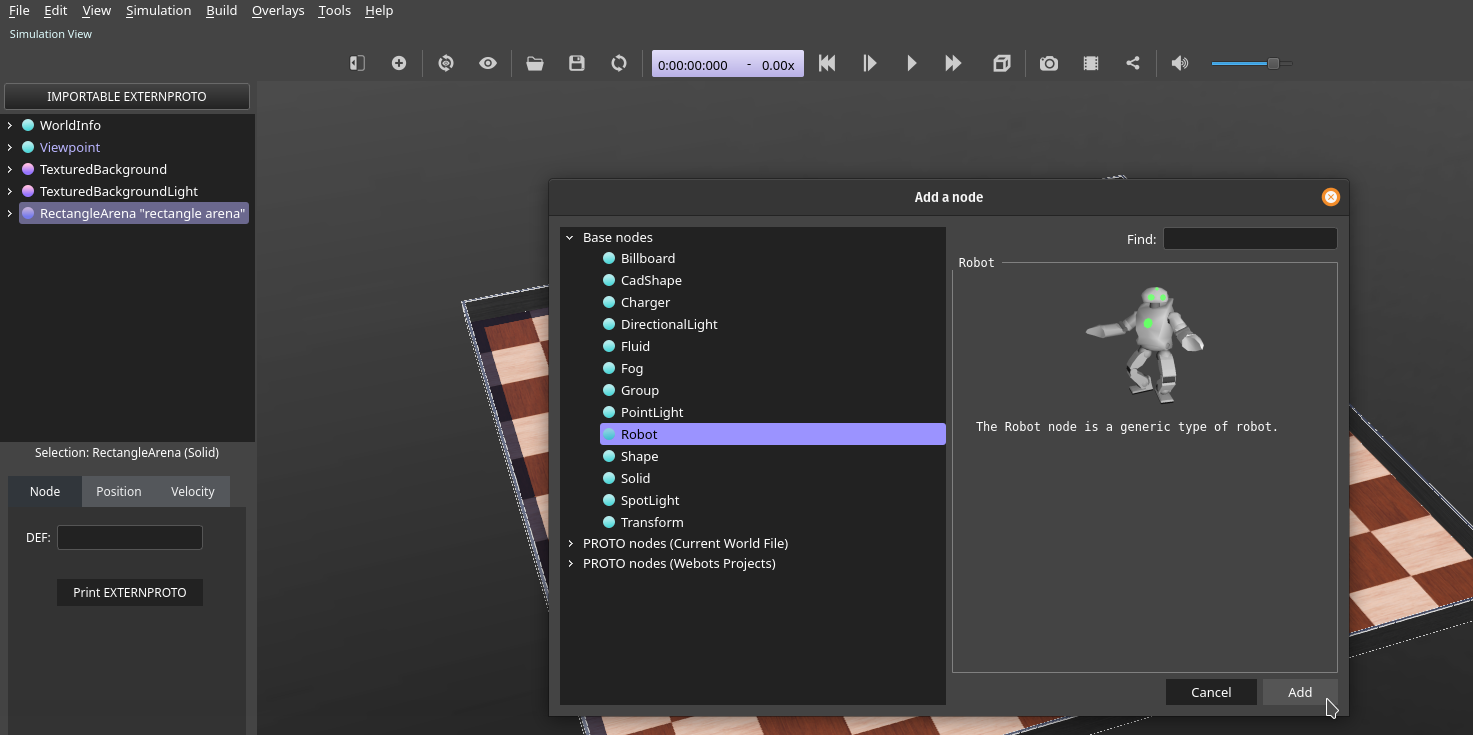 File Edit View Simulation Build Overlays Tools Help
Simulation View
0:00:00:000 - 0.00x
IMPORTABLE EXTERNPROTO
WorldInfo
Viewpoint
TexturedBackground
TexturedBackgroundLight
RectangleArena "rectangle arena"
Selection: RectangleArena (Solid)
Node Position Velocity
DEF:
Print EXTERNPROTO
Add a node
Base nodes
Billboard
CadShape
Charger
DirectionalLight
Fluid
Fog
Group
PointLight
Robot
Shape
Solid
SpotLight
Transform
PROTO nodes (Current World File)
PROTO nodes (Webots Projects)
Find:
Robot
The Robot node is a generic type of robot.
Cancel Add